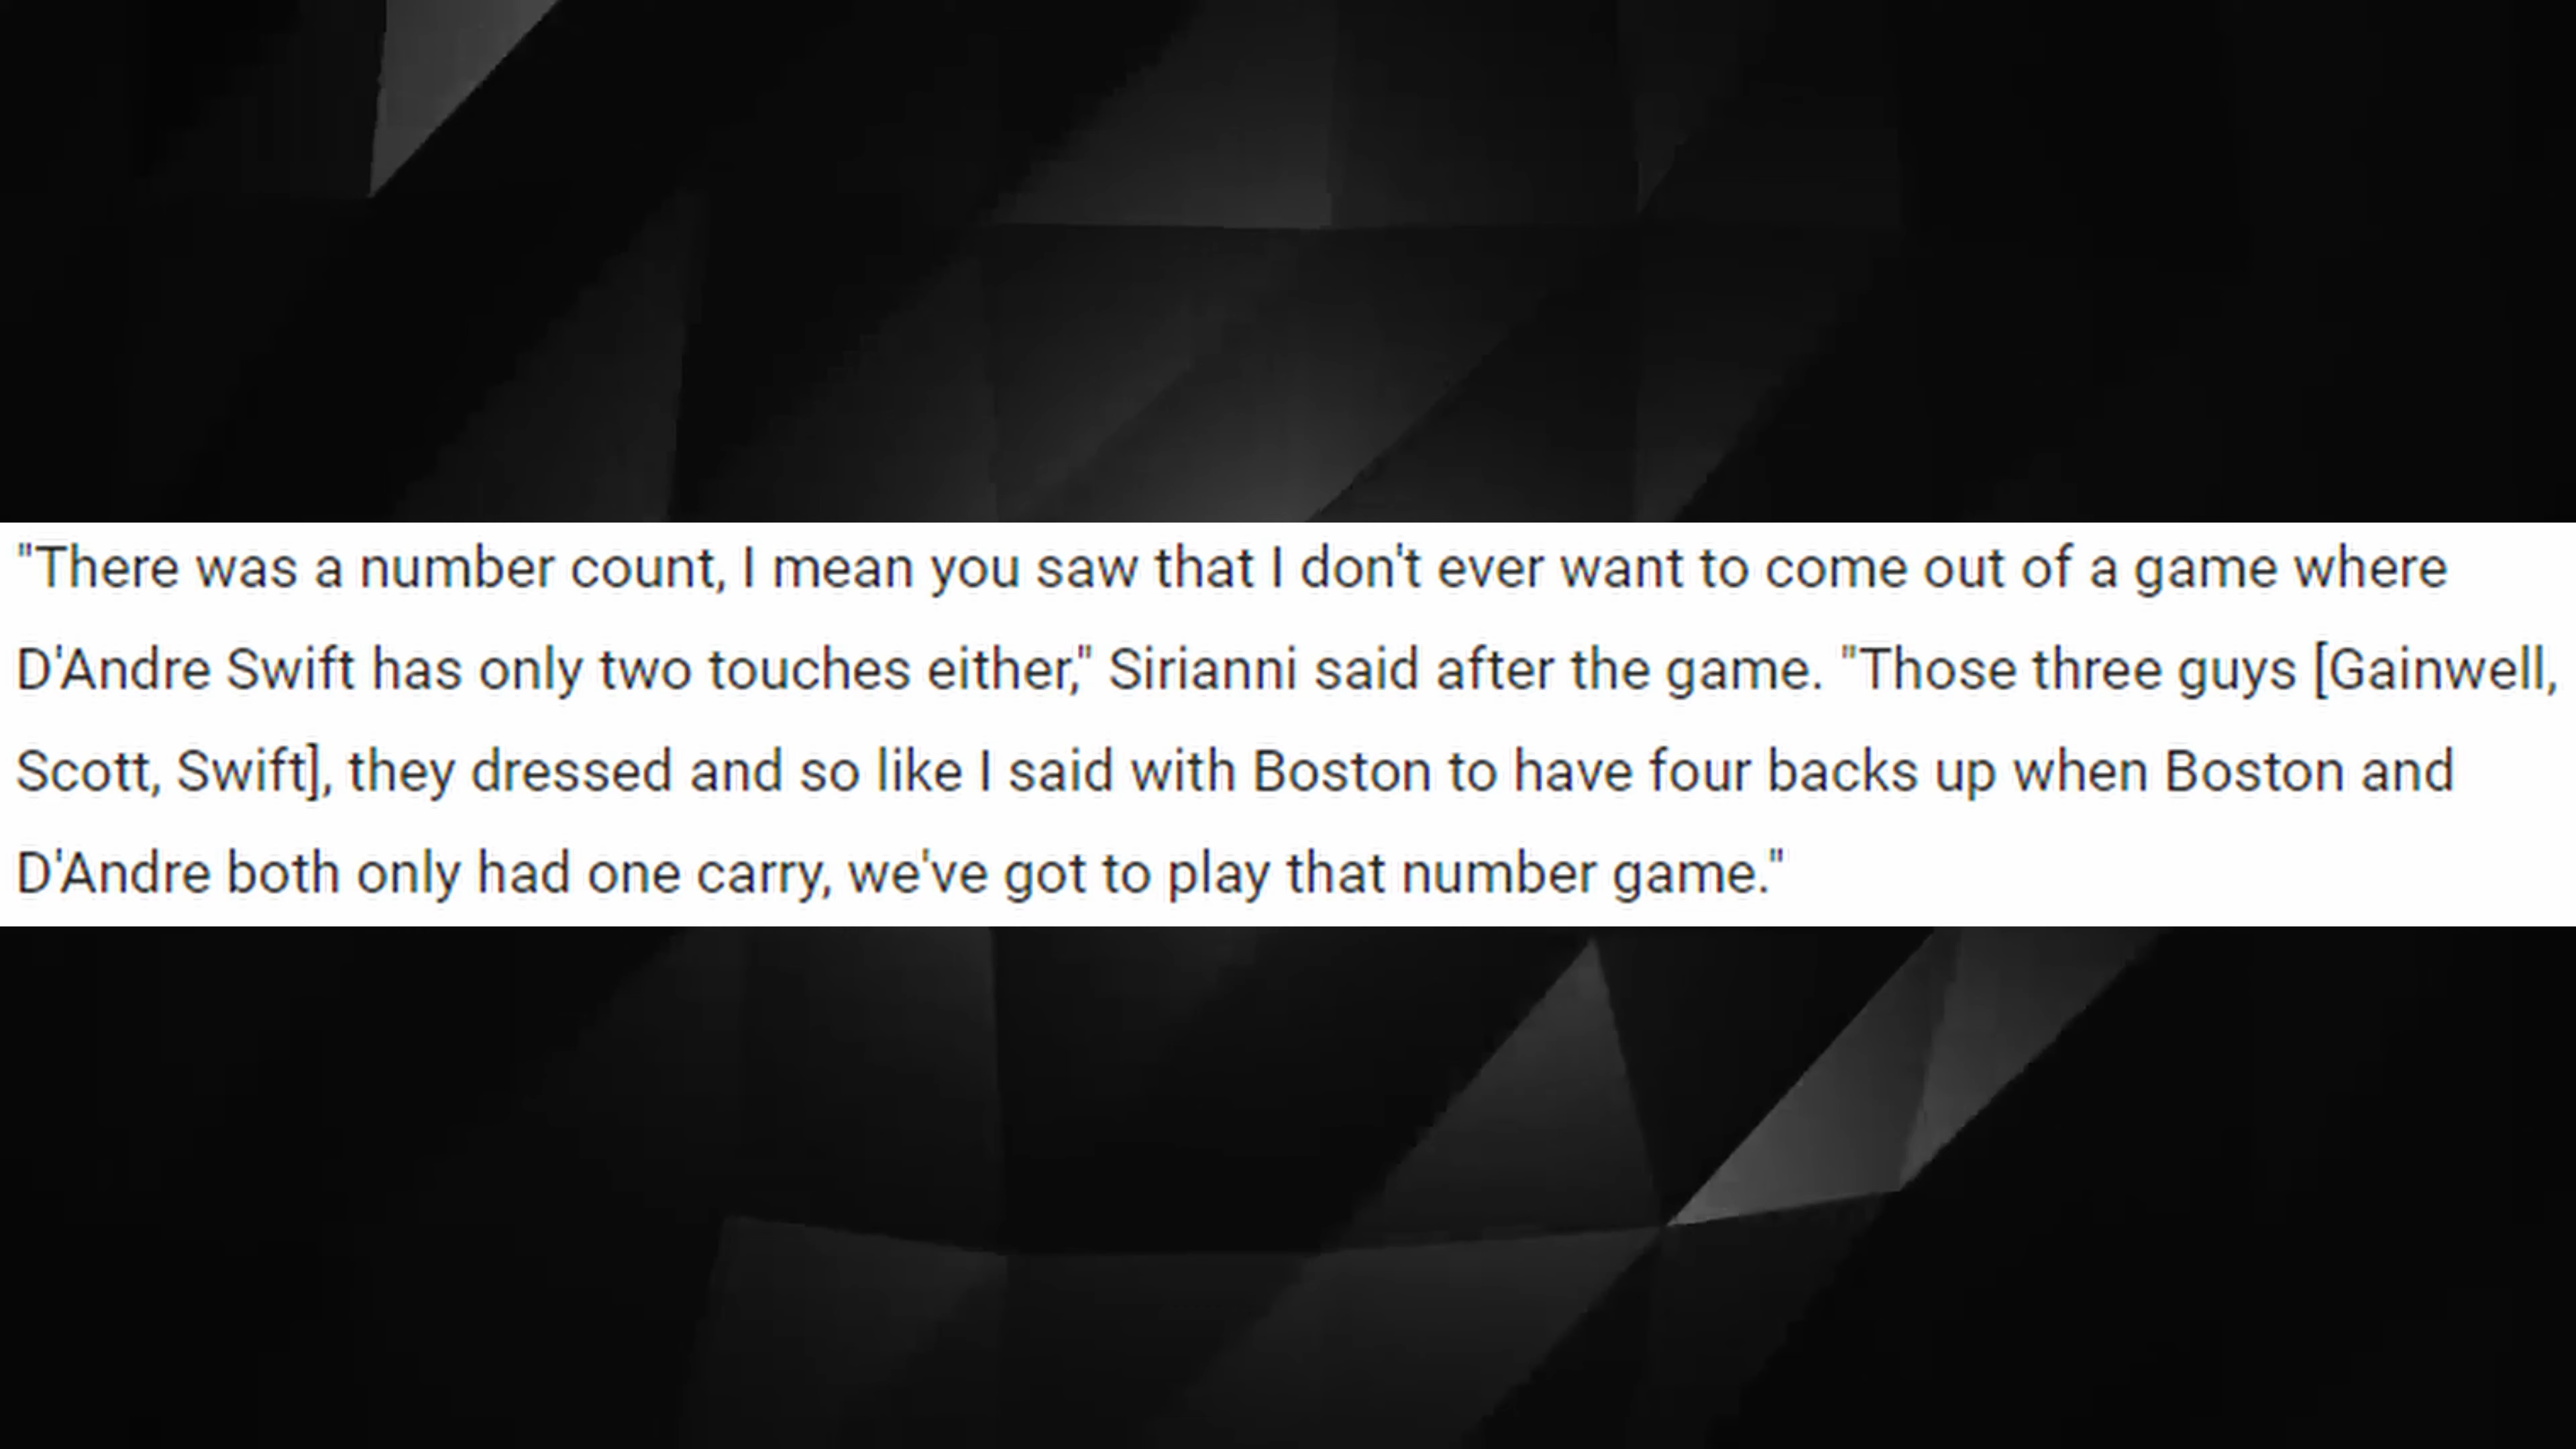 "There was a number count, I mean you saw that I don't ever want to come out of a game where
D'Andre Swift has only two touches either," Sirianni said after the game. "Those three guys [Gainwell,
Scott, Swift], they dressed and so like I said with Boston to have four backs up when Boston and
D'Andre both only had one carry, we've got to play that number game."